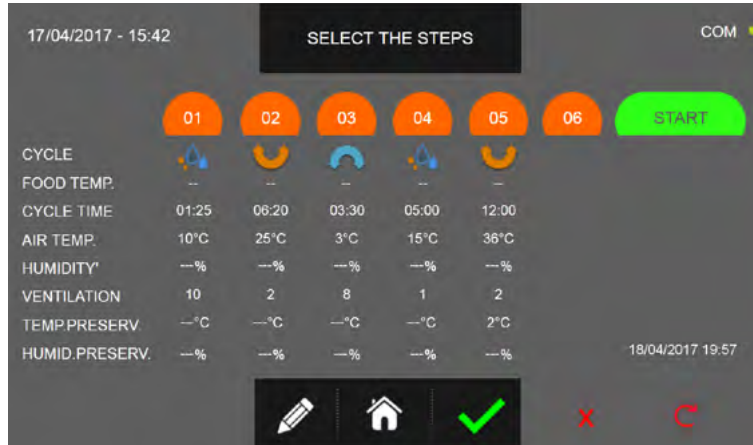 17/04/2017 - 15:42 SELECT THE STEPS COM
01 02 03 04 05 06 START
CYCLE
FOOD TEMP. -- -- -- -- --
CYCLE TIME 01:25 06:20 03:30 05:00 12:00
AIR TEMP. 10°C 25°C 3°C 15°C 36°C
HUMIDITY' ---% ---% ---% ---% ---%
VENTILATION 10 2 8 1 2
TEMP.PRESERV. ---°C ---°C ---°C ---°C 2°C
HUMID.PRESERV. ---% ---% ---% ---% ---% 18/04/2017 19:57